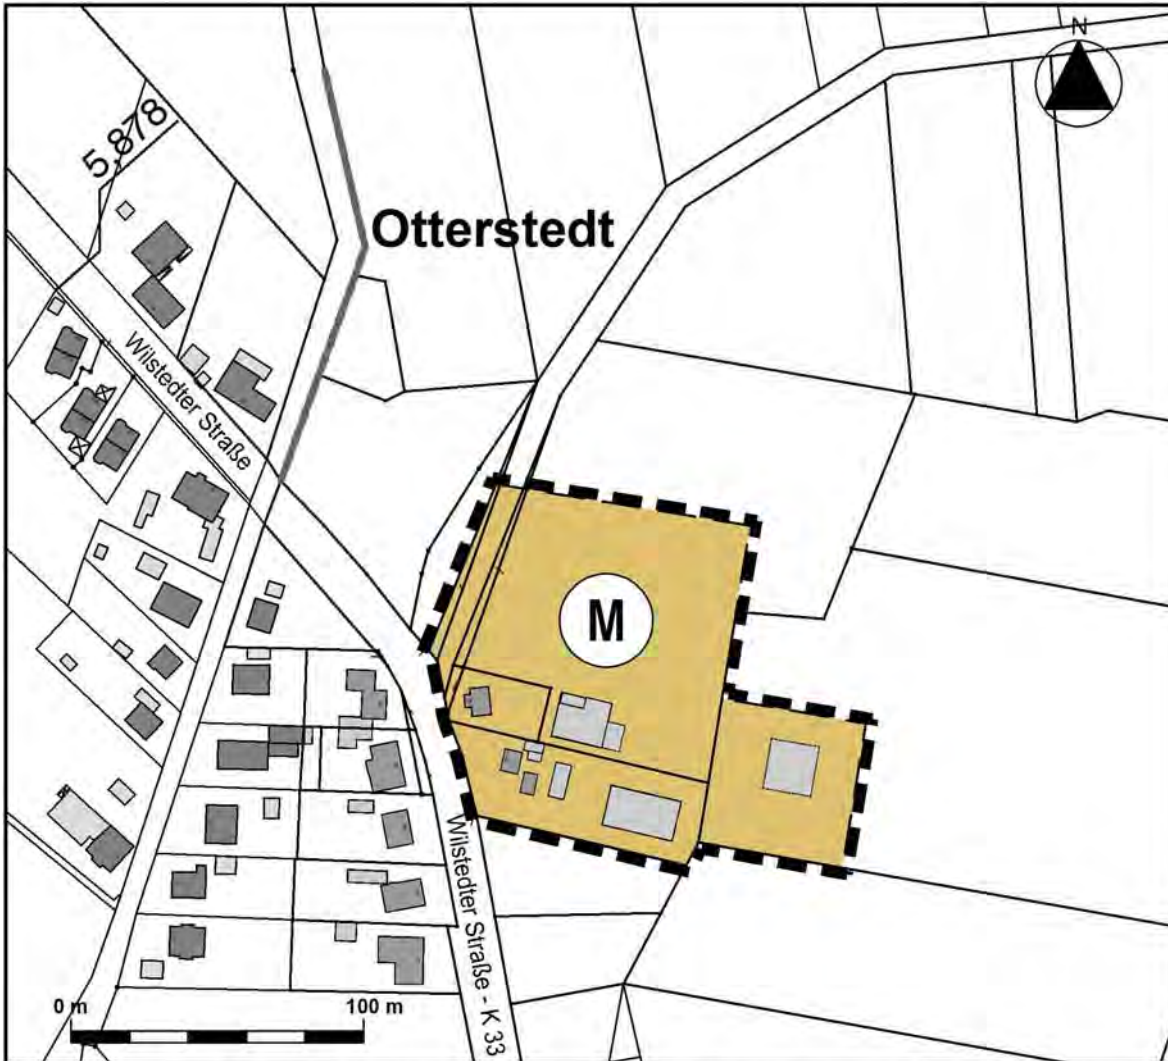 N
5,878
Otterstedt
Wilstedter Straße
M
Wilstedter Straße - K 33
0 m
100 m